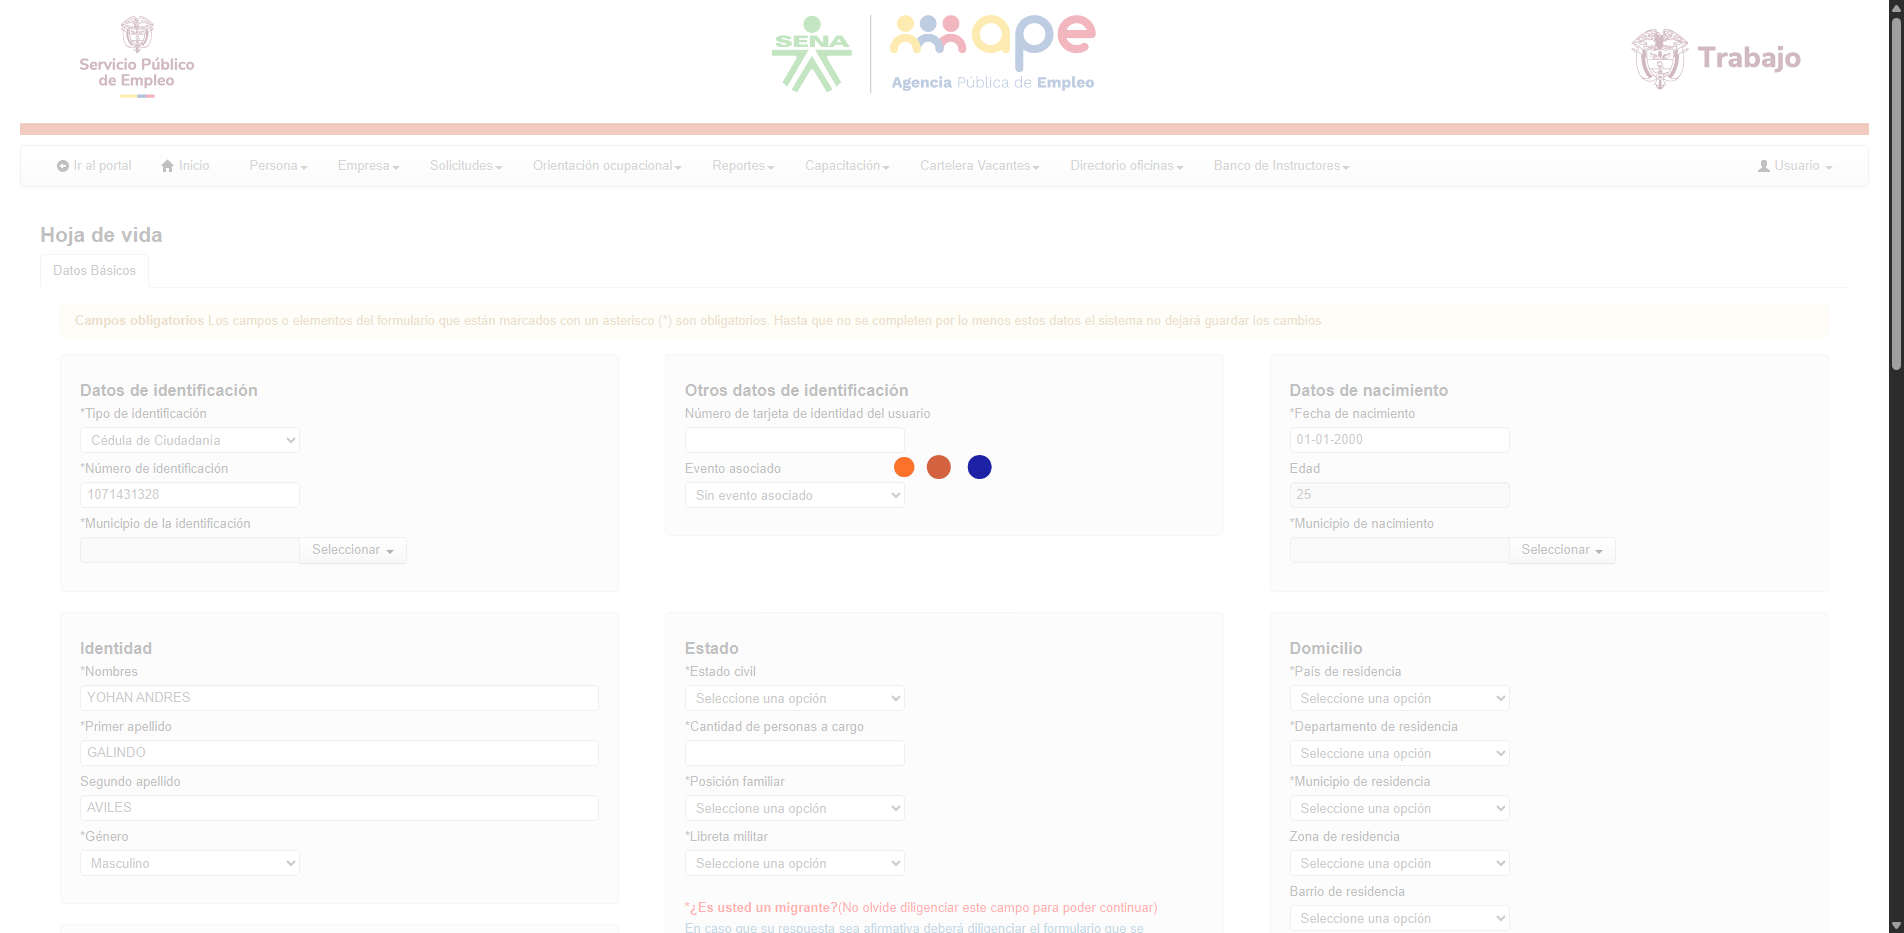 Servicio Público
de Empleo
SENA
ape
Agencia Pública de Empleo
Trabajo
Ir al portal
Inicio
Persona
Empresa
Solicitudes
Orientación ocupacional
Reportes
Capacitación
Cartelera Vacantes
Directorio oficinas
Banco de Instructores
Usuario
Hoja de vida
Datos Básicos
Campos obligatorios Los campos o elementos del formulario que están marcados con un asterisco (*) son obligatorios. Hasta que no se completen por lo menos estos datos el sistema no dejará guardar los cambios
Datos de identificación
*Tipo de identificación
Cédula de Ciudadanía
*Número de identificación
1071431328
*Municipio de la identificación
Seleccionar
Otros datos de identificación
Número de tarjeta de identidad del usuario
Evento asociado
Sin evento asociado
Datos de nacimiento
*Fecha de nacimiento
01-01-2000
Edad
25
*Municipio de nacimiento
Seleccionar
Identidad
*Nombres
YOHAN ANDRES
*Primer apellido
GALINDO
Segundo apellido
AVILES
*Género
Masculino
Estado
*Estado civil
Seleccione una opción
*Cantidad de personas a cargo
*Posición familiar
Seleccione una opción
*Libreta militar
Seleccione una opción
*¿Es usted un migrante?(No olvide diligenciar este campo para poder continuar)
En caso que su respuesta sea afirmativa deberá diligenciar el formulario que se
Domicilio
*País de residencia
Seleccione una opción
*Departamento de residencia
Seleccione una opción
*Municipio de residencia
Seleccione una opción
Zona de residencia
Seleccione una opción
Barrio de residencia
Seleccione una opción